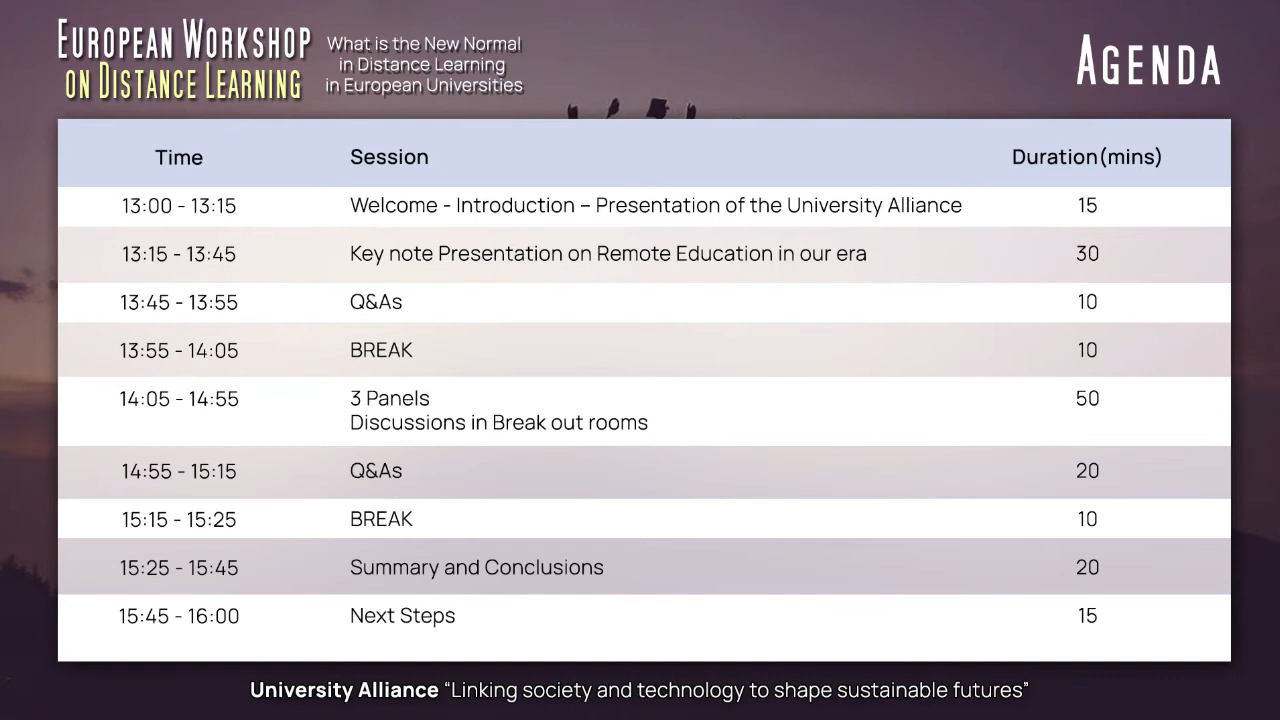 EUROPEAN WORKSHOP
ON DISTANCE LEARNING
What is the New Normal
in Distance Learning
in European Universities
AGENDA
Time Session Duration(mins)
13:00 - 13:15 Welcome - Introduction – Presentation of the University Alliance 15
13:15 - 13:45 Key note Presentation on Remote Education in our era 30
13:45 - 13:55 Q&As 10
13:55 - 14:05 BREAK 10
14:05 - 14:55 3 Panels 50
Discussions in Break out rooms
14:55 - 15:15 Q&As 20
15:15 - 15:25 BREAK 10
15:25 - 15:45 Summary and Conclusions 20
15:45 - 16:00 Next Steps 15
University Alliance “Linking society and technology to shape sustainable futures”